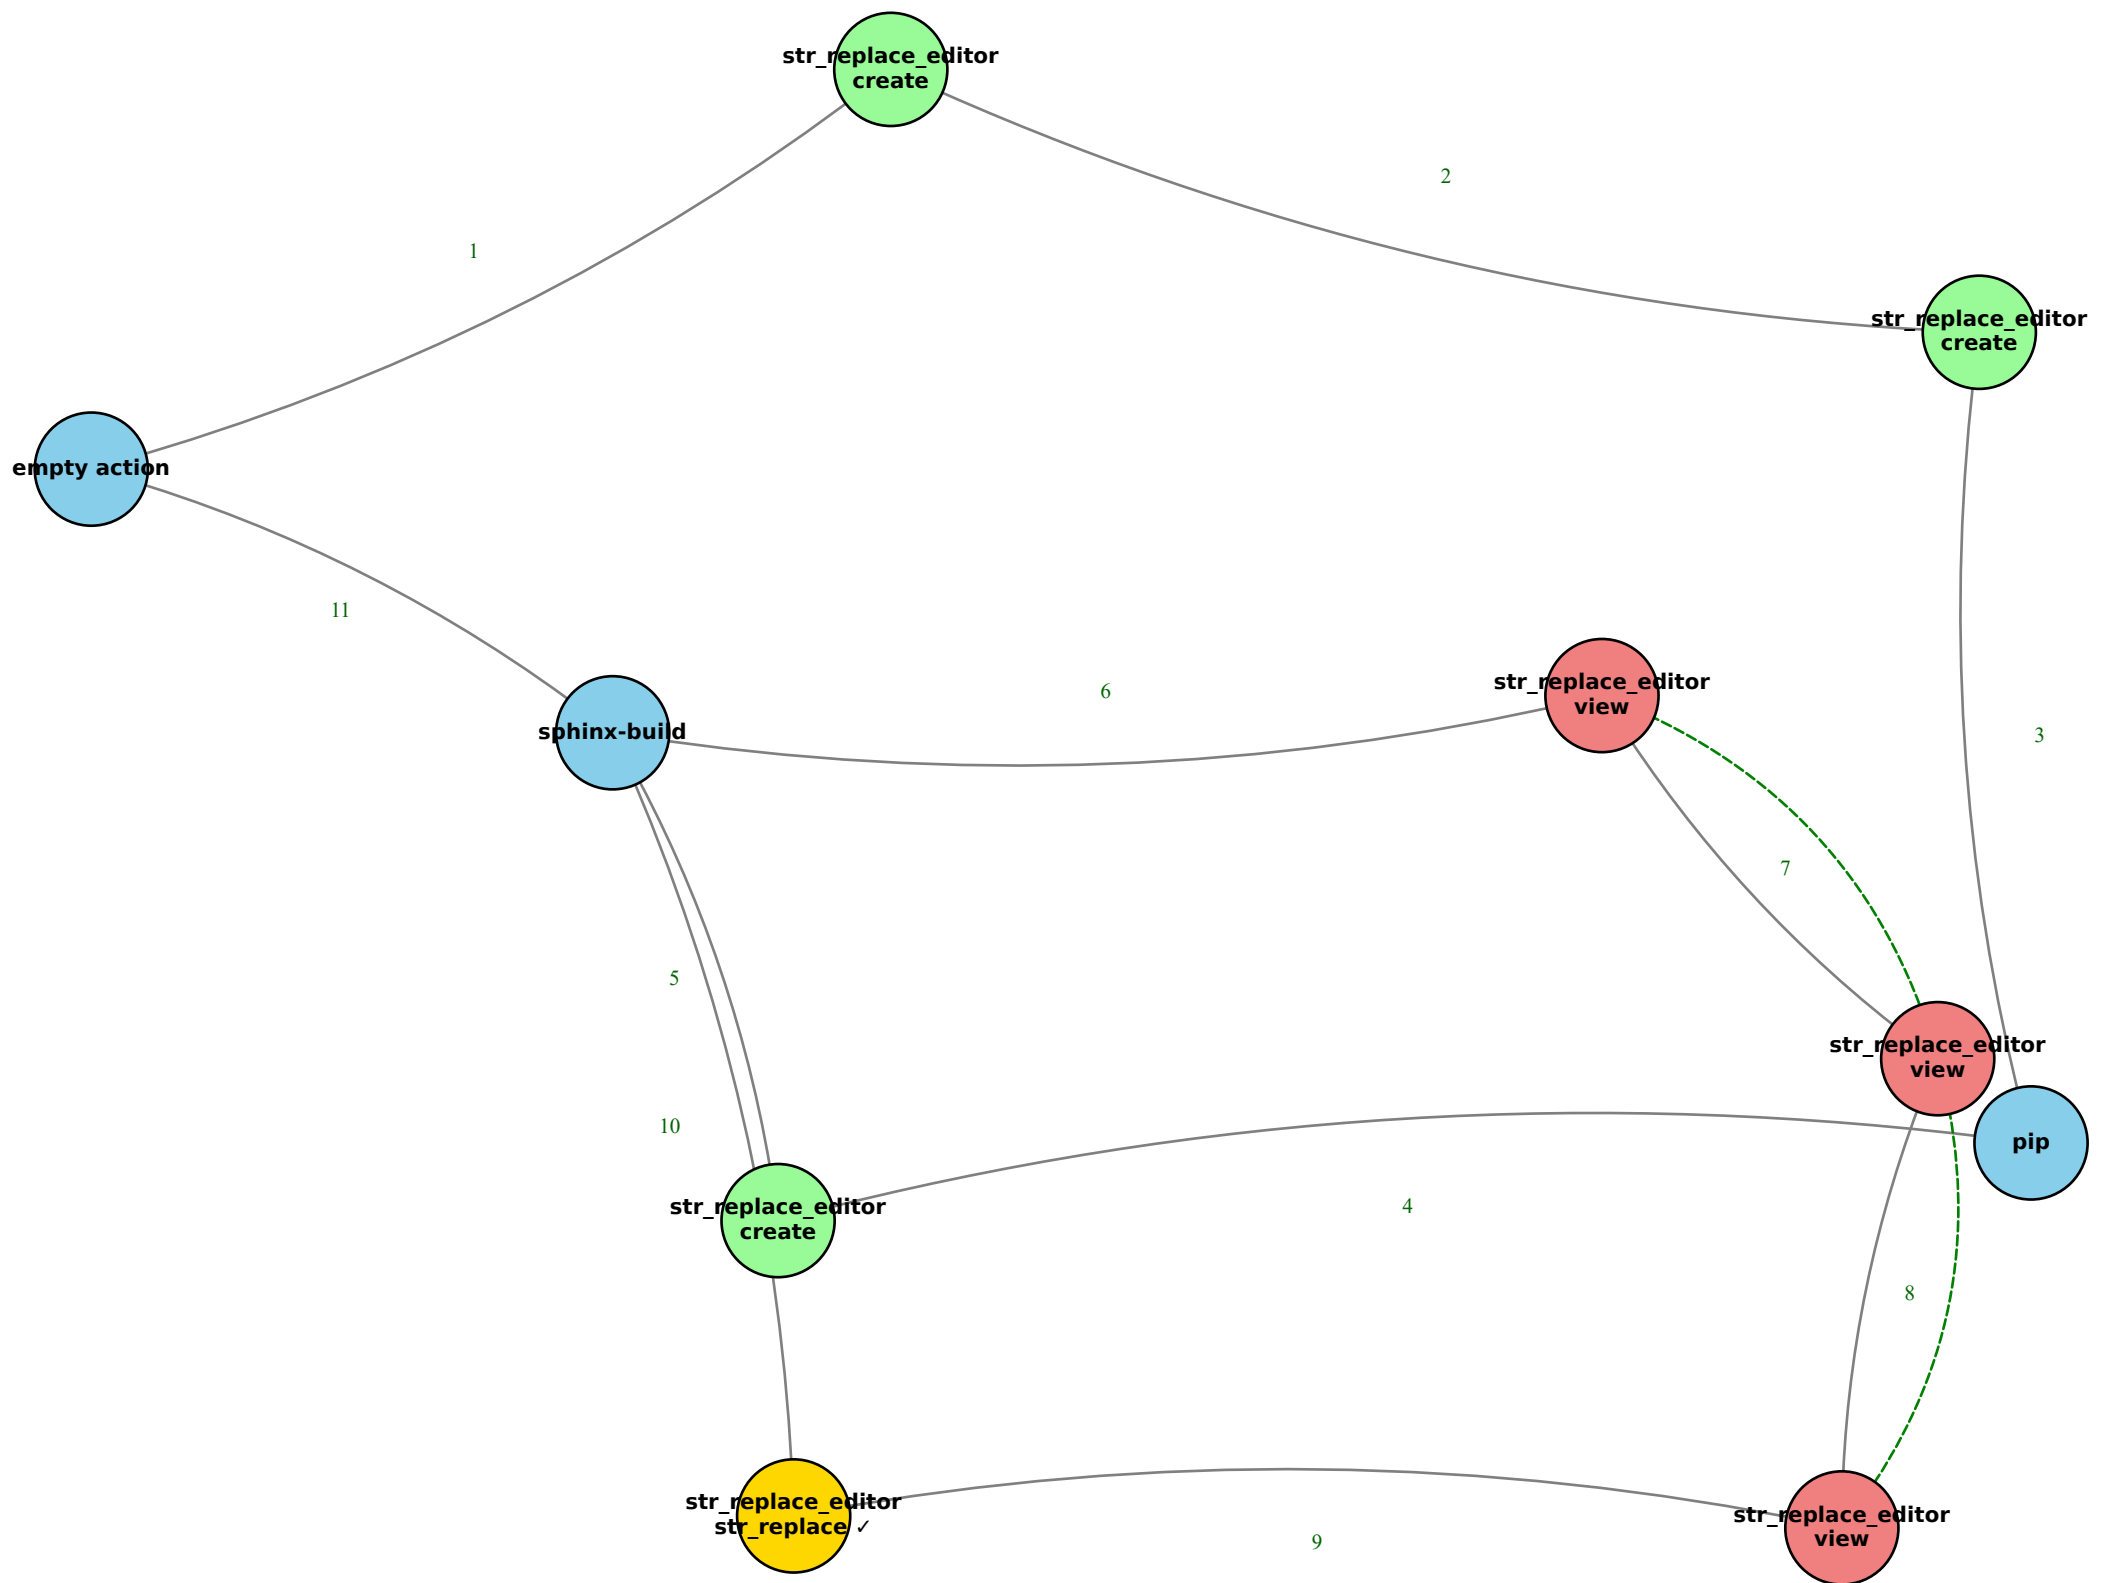 str_replace_editor
create
2
1
str_replace_editor
create
empty action
11
str_replace_editor
view
6
sphinx-build
3
7
5
str_replace_editor
view
10
pip
str_replace_editor
create
4
8
str_replace_editor
str_replace ✓
str_replace_editor
view
9